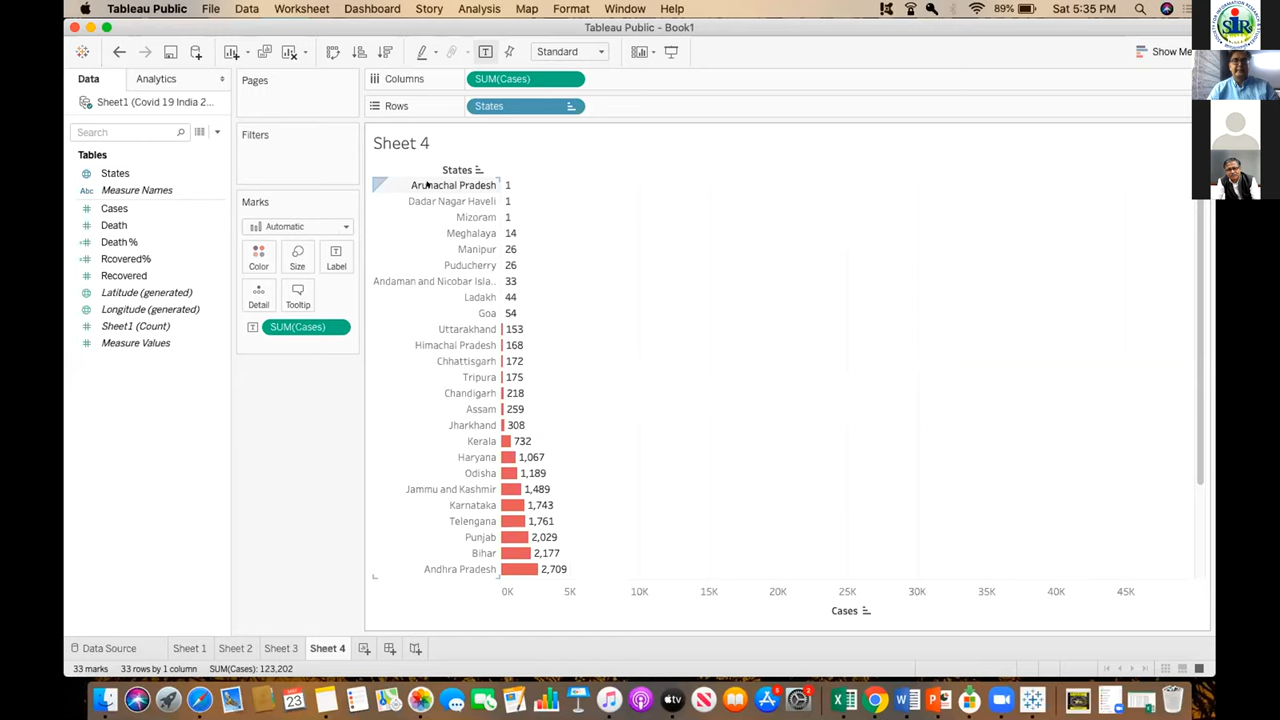 Tableau Public File Data Worksheet Dashboard Story Analysis Map Format Window Help 89% Sat 5:35 PM
Tableau Public - Book1
Standard Show Me
Data Analytics
Pages
Columns SUM(Cases)
Sheet1 (Covid 19 India 2...
Rows States
Search
Filters
Sheet 4
Tables
States
Abc Measure Names
Cases
Death
Death %
Rcovered%
Recovered
Latitude (generated)
Longitude (generated)
Sheet1 (Count)
Measure Values
Marks
Automatic
Color Size Label
Detail Tooltip
SUM(Cases)
States
Arunachal Pradesh 1
Dadar Nagar Haveli 1
Mizoram 1
Meghalaya 14
Manipur 26
Puducherry 26
Andaman and Nicobar Isla.. 33
Ladakh 44
Goa 54
Uttarakhand 153
Himachal Pradesh 168
Chhattisgarh 172
Tripura 175
Chandigarh 218
Assam 259
Jharkhand 308
Kerala 732
Haryana 1,067
Odisha 1,189
Jammu and Kashmir 1,489
Karnataka 1,743
Telengana 1,761
Punjab 2,029
Bihar 2,177
Andhra Pradesh 2,709
0K 5K 10K 15K 20K 25K 30K 35K 40K 45K
Cases
Data Source Sheet 1 Sheet 2 Sheet 3 Sheet 4
33 marks 33 rows by 1 column SUM(Cases): 123,202